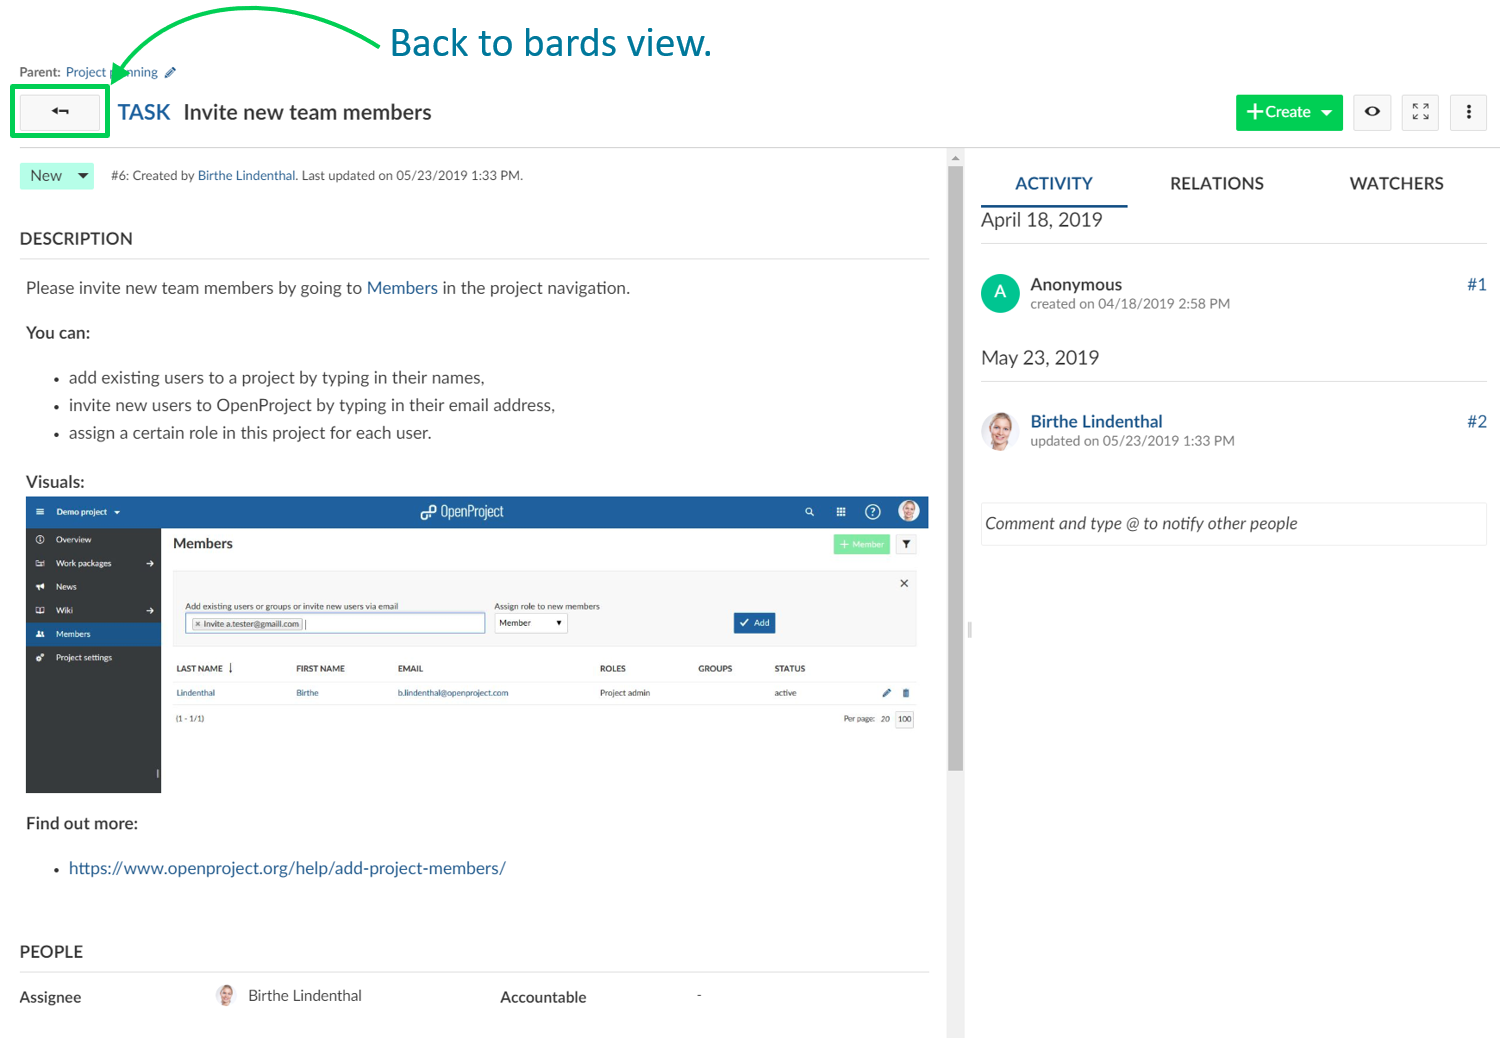 Back to bards view.
Parent: Project planning
TASK Invite new team members
+Create
New #6: Created by Birthe Lindenthal. Last updated on 05/23/2019 1:33 PM.
DESCRIPTION
Please invite new team members by going to Members in the project navigation.
You can:
• add existing users to a project by typing in their names,
• invite new users to OpenProject by typing in their email address,
• assign a certain role in this project for each user.
Visuals:
Demo project OpenProject ?
Overview
Work packages
News
Wiki
Members
Project settings
Members + Member
Add existing users or groups or invite new users via email Assign role to new members
× Invite a.tester@gmaill.com Member Add
LAST NAME FIRST NAME EMAIL ROLES GROUPS STATUS
Lindenthal Birthe b.lindenthal@openproject.com Project admin active
(1 - 1/1) Per page: 20 100
Find out more:
• https://www.openproject.org/help/add-project-members/
PEOPLE
Assignee Birthe Lindenthal Accountable -
ACTIVITY RELATIONS WATCHERS
April 18, 2019
A Anonymous #1
created on 04/18/2019 2:58 PM
May 23, 2019
Birthe Lindenthal #2
updated on 05/23/2019 1:33 PM
Comment and type @ to notify other people